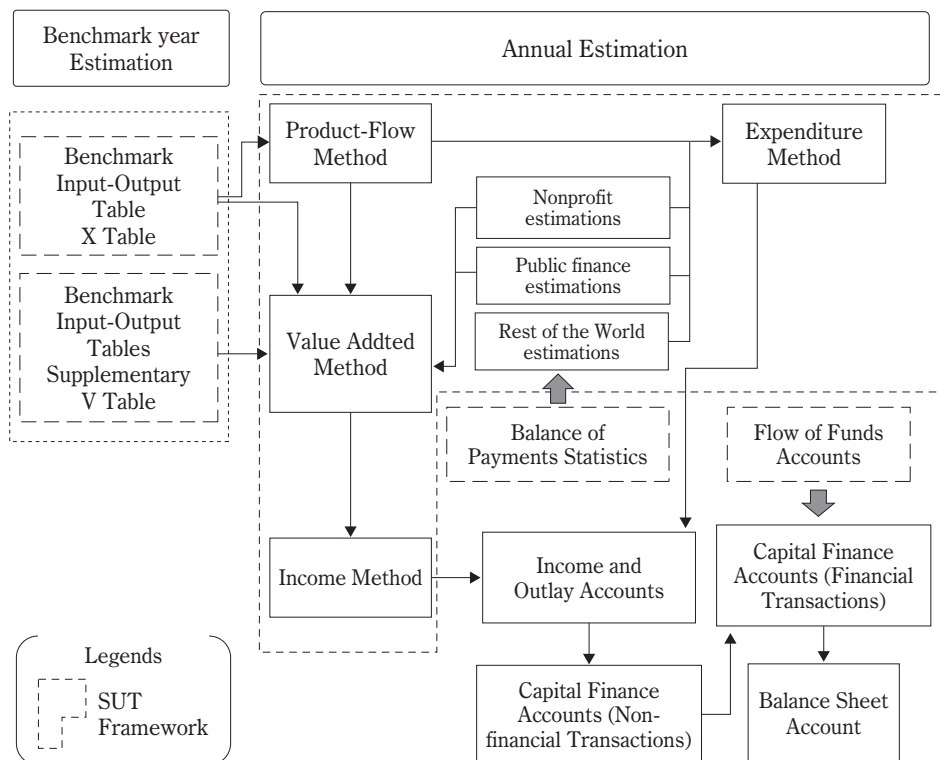 Benchmark year
Estimation
Annual Estimation
Benchmark
Input-Output
Table
X Table
Benchmark
Input-Output
Tables
Supplementary
V Table
Product-Flow
Method
Expenditure
Method
Nonprofit
estimations
Public finance
estimations
Rest of the World
estimations
Value Addted
Method
Balance of
Payments Statistics
Flow of Funds
Accounts
Income Method
Income and
Outlay Accounts
Capital Finance
Accounts (Financial
Transactions)
Capital Finance
Accounts (Non-
financial Transactions)
Balance Sheet
Account
Legends
SUT
Framework